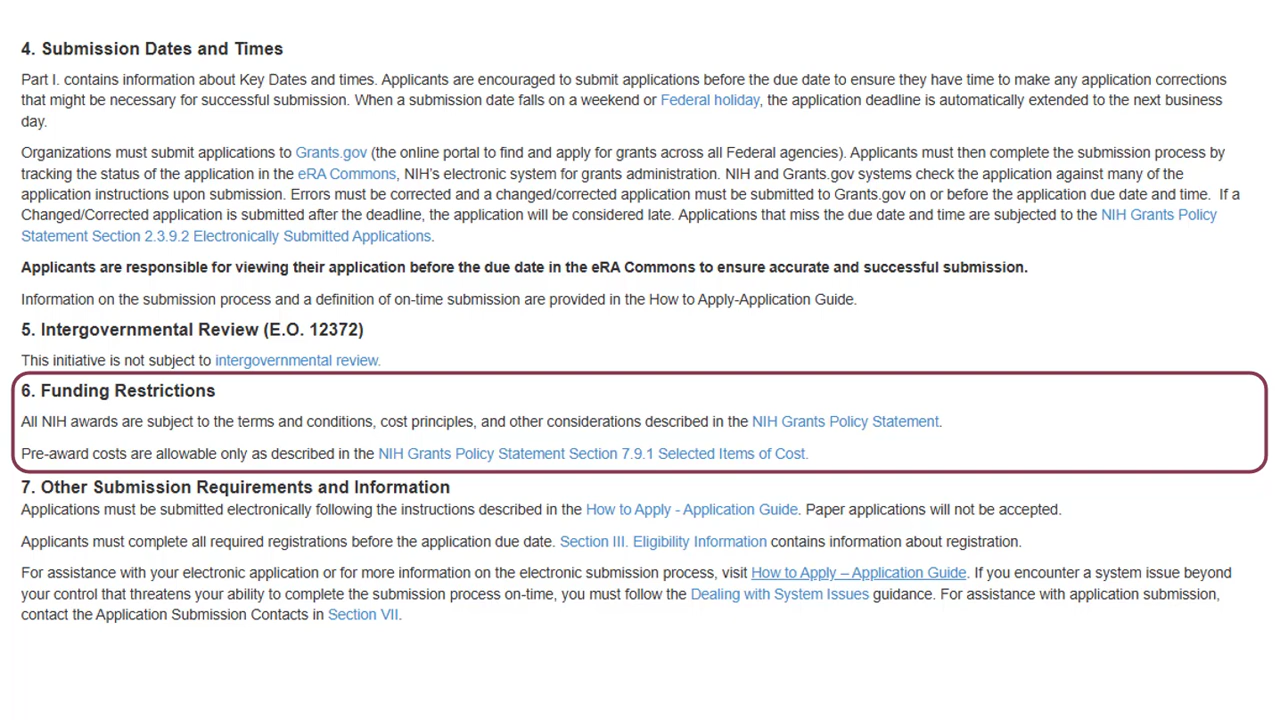 4. Submission Dates and Times
Part I. contains information about Key Dates and times. Applicants are encouraged to submit applications before the due date to ensure they have time to make any application corrections
that might be necessary for successful submission. When a submission date falls on a weekend or Federal holiday, the application deadline is automatically extended to the next business
day.
Organizations must submit applications to Grants.gov (the online portal to find and apply for grants across all Federal agencies). Applicants must then complete the submission process by
tracking the status of the application in the eRA Commons, NIH’s electronic system for grants administration. NIH and Grants.gov systems check the application against many of the
application instructions upon submission. Errors must be corrected and a changed/corrected application must be submitted to Grants.gov on or before the application due date and time.  If a
Changed/Corrected application is submitted after the deadline, the application will be considered late. Applications that miss the due date and time are subjected to the NIH Grants Policy
Statement Section 2.3.9.2 Electronically Submitted Applications.
Applicants are responsible for viewing their application before the due date in the eRA Commons to ensure accurate and successful submission.
Information on the submission process and a definition of on-time submission are provided in the How to Apply-Application Guide.
5. Intergovernmental Review (E.O. 12372)
This initiative is not subject to intergovernmental review.
6. Funding Restrictions
All NIH awards are subject to the terms and conditions, cost principles, and other considerations described in the NIH Grants Policy Statement.
Pre-award costs are allowable only as described in the NIH Grants Policy Statement Section 7.9.1 Selected Items of Cost.
7. Other Submission Requirements and Information
Applications must be submitted electronically following the instructions described in the How to Apply - Application Guide. Paper applications will not be accepted.
Applicants must complete all required registrations before the application due date. Section III. Eligibility Information contains information about registration.
For assistance with your electronic application or for more information on the electronic submission process, visit How to Apply – Application Guide. If you encounter a system issue beyond
your control that threatens your ability to complete the submission process on-time, you must follow the Dealing with System Issues guidance. For assistance with application submission,
contact the Application Submission Contacts in Section VII.